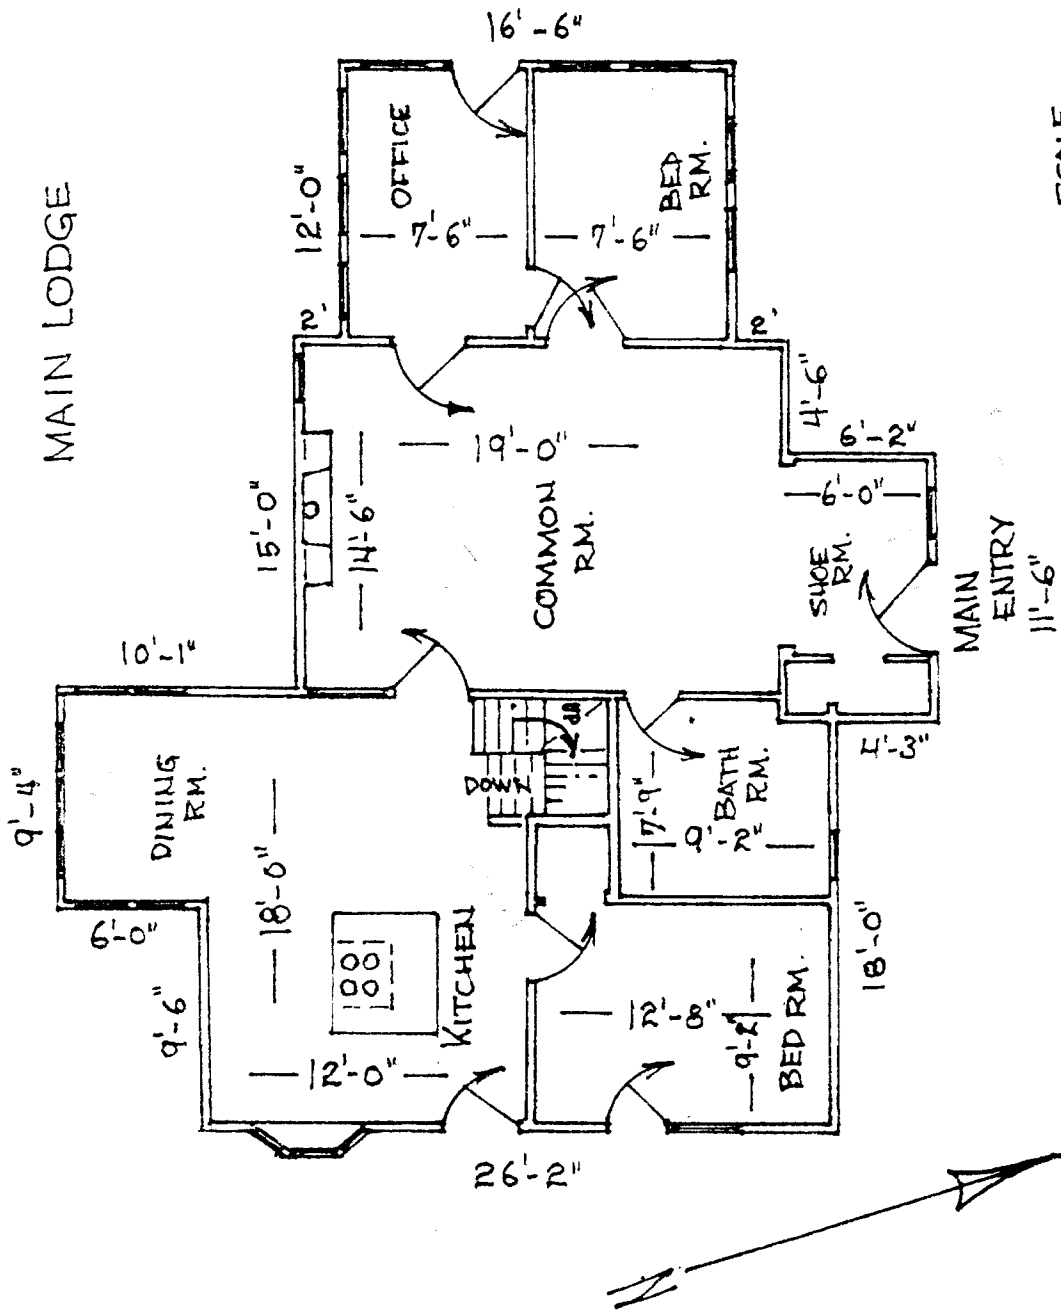 MAIN LODGE
16'-6"
12'-0"
OFFICE
7'-6"
BED
RM.
7'-6"
2'
2'
4'-6"
6'-2"
15'-0"
14'-6"
19'-0"
COMMON
RM.
6'-0"
SHOE
RM.
MAIN
ENTRY
11'-6"
10'-1"
9'-4"
DINING
RM.
18'-0"
DOWN
UP
7'-9"
BATH
RM.
9'-2"
4'-3"
6'-0"
9'-6"
KITCHEN
12'-0"
12'-8"
9'-2"
BED RM.
18'-0"
26'-2"
N